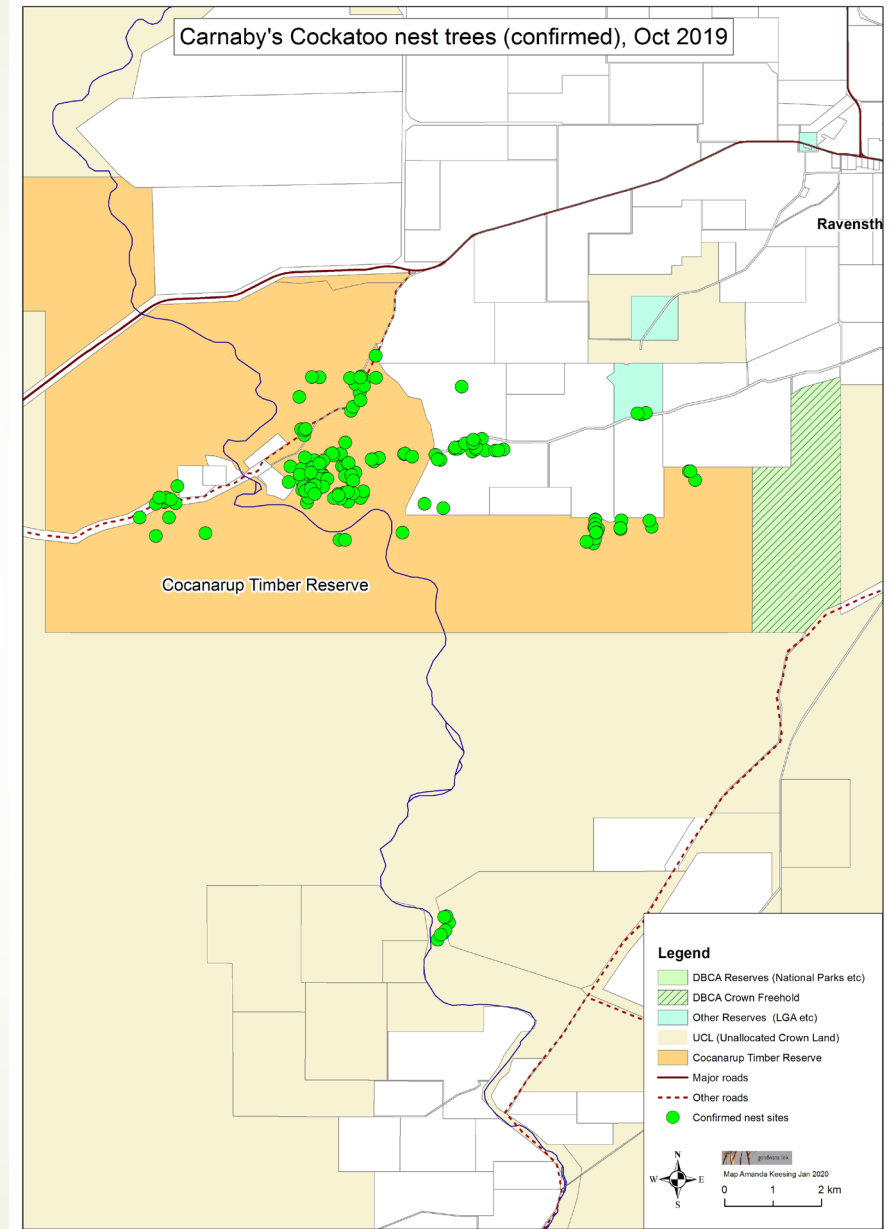 Carnaby's Cockatoo nest trees (confirmed), Oct 2019
Ravensth
Cocanarup Timber Reserve
Legend
DBCA Reserves (National Parks etc)
DBCA Crown Freehold
Other Reserves (LGA etc)
UCL (Unallocated Crown Land)
Cocanarup Timber Reserve
Major roads
Other roads
Confirmed nest sites
N
W E
S
gondwana link
Map Amanda Keesing Jan 2020
0 1 2 km